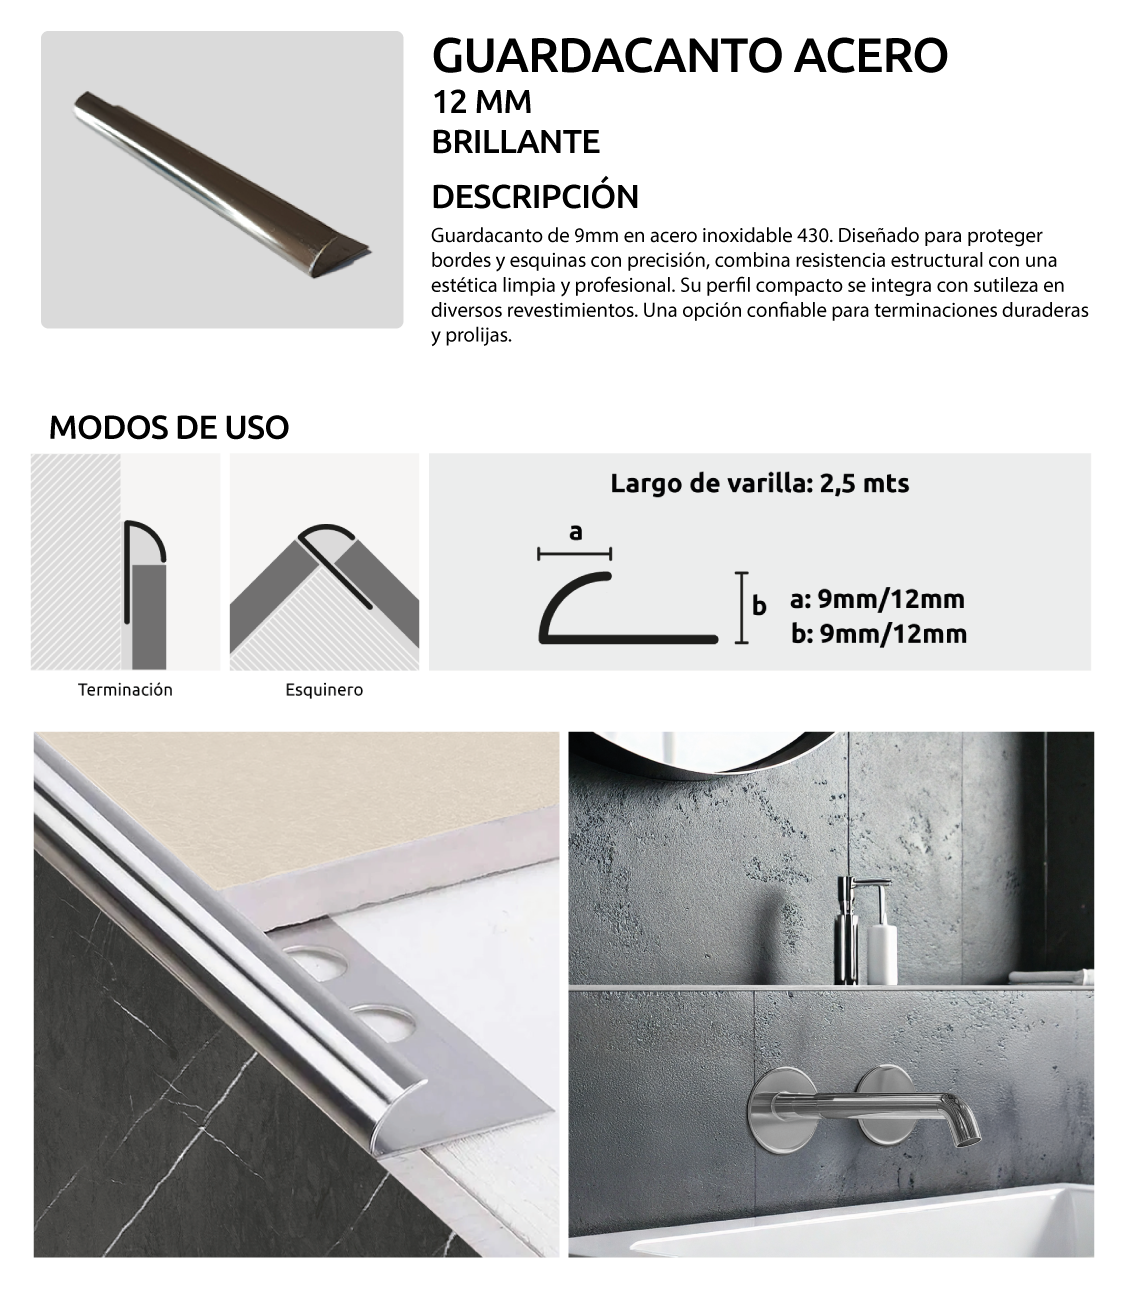 GUARDACANTO ACERO
12 MM
BRILLANTE
DESCRIPCIÓN
Guardacanto de 9mm en acero inoxidable 430. Diseñado para proteger
bordes y esquinas con precisión, combina resistencia estructural con una
estética limpia y profesional. Su perfil compacto se integra con sutileza en
diversos revestimientos. Una opción confiable para terminaciones duraderas
y prolijas.
MODOS DE USO
Largo de varilla: 2,5 mts
a
b
a: 9mm/12mm
b: 9mm/12mm
Terminación
Esquinero